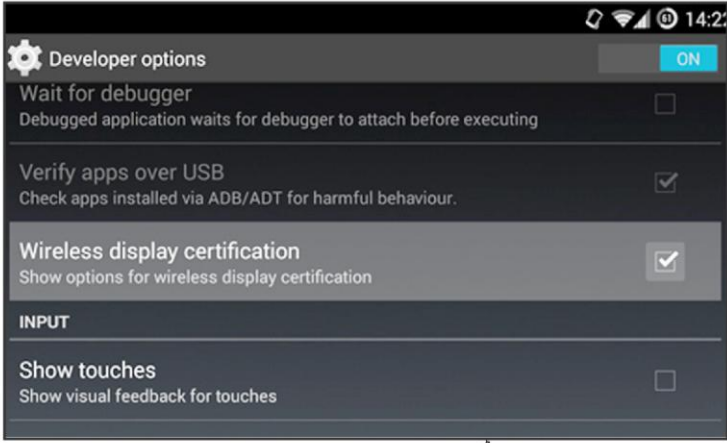 61 14:22
Developer options ON
Wait for debugger
Debugged application waits for debugger to attach before executing
Verify apps over USB
Check apps installed via ADB/ADT for harmful behaviour.
Wireless display certification
Show options for wireless display certification
INPUT
Show touches
Show visual feedback for touches